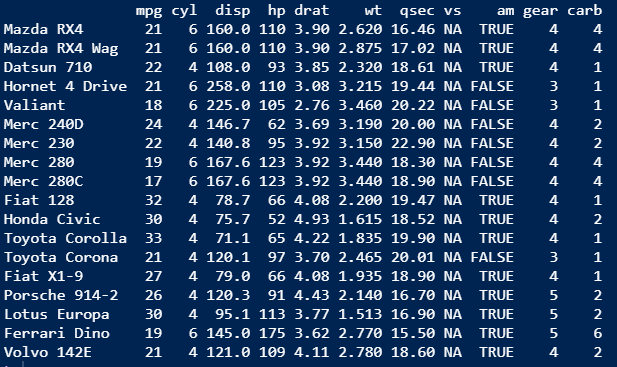 mpg cyl disp hp drat wt qsec vs am gear carb
Mazda RX4 21 6 160.0 110 3.90 2.620 16.46 NA TRUE 4 4
Mazda RX4 Wag 21 6 160.0 110 3.90 2.875 17.02 NA TRUE 4 4
Datsun 710 22 4 108.0 93 3.85 2.320 18.61 NA TRUE 4 1
Hornet 4 Drive 21 6 258.0 110 3.08 3.215 19.44 NA FALSE 3 1
Valiant 18 6 225.0 105 2.76 3.460 20.22 NA FALSE 3 1
Merc 240D 24 4 146.7 62 3.69 3.190 20.00 NA FALSE 4 2
Merc 230 22 4 140.8 95 3.92 3.150 22.90 NA FALSE 4 2
Merc 280 19 6 167.6 123 3.92 3.440 18.30 NA FALSE 4 4
Merc 280C 17 6 167.6 123 3.92 3.440 18.90 NA FALSE 4 4
Fiat 128 32 4 78.7 66 4.08 2.200 19.47 NA TRUE 4 1
Honda Civic 30 4 75.7 52 4.93 1.615 18.52 NA TRUE 4 2
Toyota Corolla 33 4 71.1 65 4.22 1.835 19.90 NA TRUE 4 1
Toyota Corona 21 4 120.1 97 3.70 2.465 20.01 NA FALSE 3 1
Fiat X1-9 27 4 79.0 66 4.08 1.935 18.90 NA TRUE 4 1
Porsche 914-2 26 4 120.3 91 4.43 2.140 16.70 NA TRUE 5 2
Lotus Europa 30 4 95.1 113 3.77 1.513 16.90 NA TRUE 5 2
Ferrari Dino 19 6 145.0 175 3.62 2.770 15.50 NA TRUE 5 6
Volvo 142E 21 4 121.0 109 4.11 2.780 18.60 NA TRUE 4 2